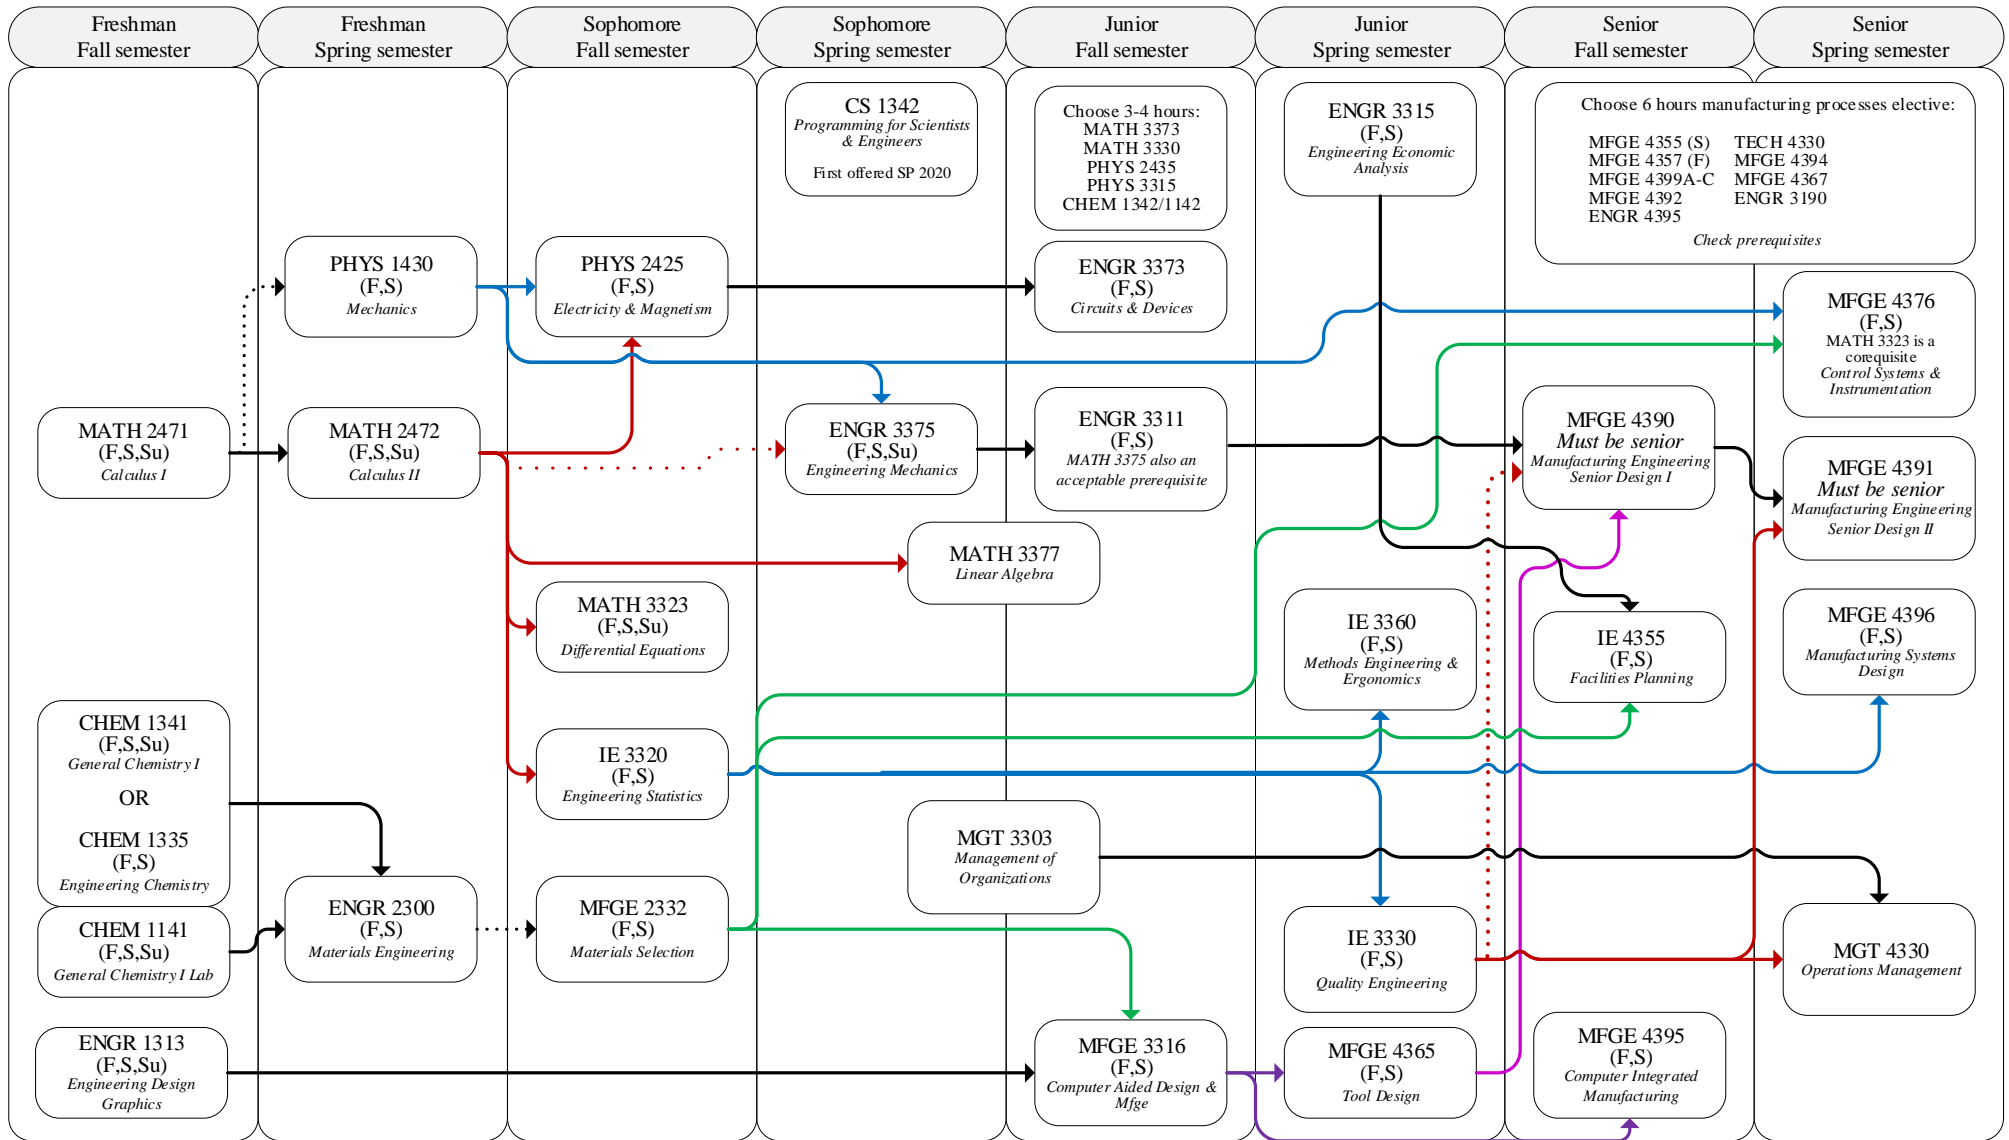 Freshman
Fall semester
Freshman
Spring semester
Sophomore
Fall semester
Sophomore
Spring semester
Junior
Fall semester
Junior
Spring semester
Senior
Fall semester
Senior
Spring semester
MATH 2471
(F,S,Su)
Calculus I
CHEM 1341
(F,S,Su)
General Chemistry I
OR
CHEM 1335
(F,S)
Engineering Chemistry
CHEM 1141
(F,S,Su)
General Chemistry I Lab
ENGR 1313
(F,S,Su)
Engineering Design
Graphics
PHYS 1430
(F,S)
Mechanics
MATH 2472
(F,S,Su)
Calculus II
ENGR 2300
(F,S)
Materials Engineering
PHYS 2425
(F,S)
Electricity & Magnetism
MATH 3323
(F,S,Su)
Differential Equations
IE 3320
(F,S)
Engineering Statistics
MFGE 2332
(F,S)
Materials Selection
CS 1342
Programming for Scientists
& Engineers
First offered SP 2020
ENGR 3375
(F,S,Su)
Engineering Mechanics
MATH 3377
Linear Algebra
MGT 3303
Management of
Organizations
Choose 3-4 hours:
MATH 3373
MATH 3330
PHYS 2435
PHYS 3315
CHEM 1342/1142
ENGR 3373
(F,S)
Circuits & Devices
ENGR 3311
(F,S)
MATH 3375 also an
acceptable prerequisite
MFGE 3316
(F,S)
Computer Aided Design &
Mfge
ENGR 3315
(F,S)
Engineering Economic
Analysis
IE 3360
(F,S)
Methods Engineering &
Ergonomics
IE 3330
(F,S)
Quality Engineering
MFGE 4365
(F,S)
Tool Design
Choose 6 hours manufacturing processes elective:
MFGE 4355 (S) TECH 4330
MFGE 4357 (F) MFGE 4394
MFGE 4399A-C MFGE 4367
MFGE 4392 ENGR 3190
ENGR 4395
Check prerequisites
MFGE 4390
Must be senior
Manufacturing Engineering
Senior Design I
IE 4355
(F,S)
Facilities Planning
MFGE 4395
(F,S)
Computer Integrated
Manufacturing
MFGE 4376
(F,S)
MATH 3323 is a
corequisite
Control Systems &
Instrumentation
MFGE 4391
Must be senior
Manufacturing Engineering
Senior Design II
MFGE 4396
(F,S)
Manufacturing Systems
Design
MGT 4330
Operations Management